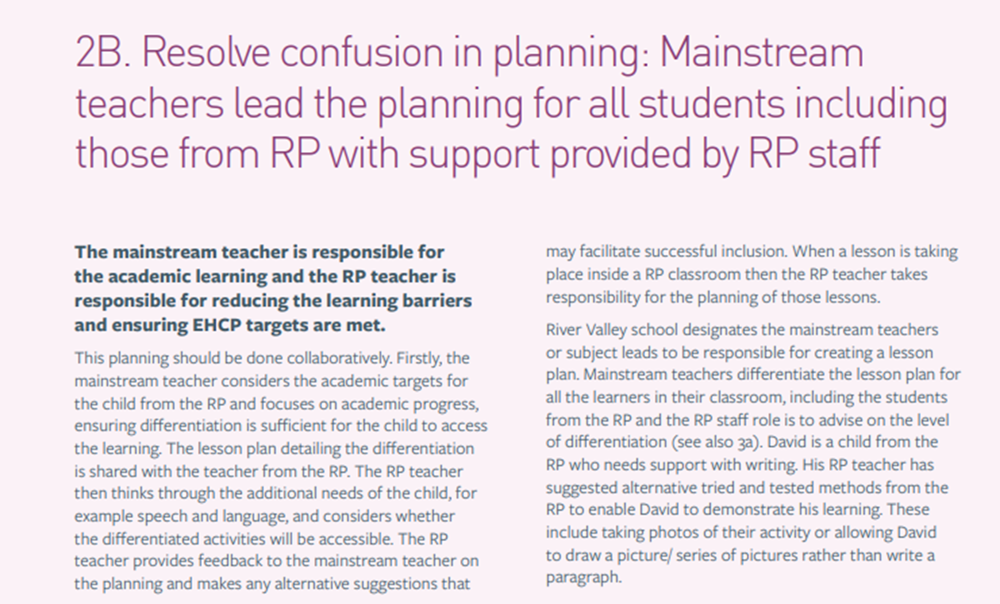 2B. Resolve confusion in planning: Mainstream
teachers lead the planning for all students including
those from RP with support provided by RP staff
The mainstream teacher is responsible for
the academic learning and the RP teacher is
responsible for reducing the learning barriers
and ensuring EHCP targets are met.
This planning should be done collaboratively. Firstly, the
mainstream teacher considers the academic targets for
the child from the RP and focuses on academic progress,
ensuring differentiation is sufficient for the child to access
the learning. The lesson plan detailing the differentiation
is shared with the teacher from the RP. The RP teacher
then thinks through the additional needs of the child, for
example speech and language, and considers whether
the differentiated activities will be accessible. The RP
teacher provides feedback to the mainstream teacher on
the planning and makes any alternative suggestions that
may facilitate successful inclusion. When a lesson is taking
place inside a RP classroom then the RP teacher takes
responsibility for the planning of those lessons.
River Valley school designates the mainstream teachers
or subject leads to be responsible for creating a lesson
plan. Mainstream teachers differentiate the lesson plan for
all the learners in their classroom, including the students
from the RP and the RP staff role is to advise on the level
of differentiation (see also 3a). David is a child from the
RP who needs support with writing. His RP teacher has
suggested alternative tried and tested methods from the
RP to enable David to demonstrate his learning. These
include taking photos of their activity or allowing David
to draw a picture/ series of pictures rather than write a
paragraph.